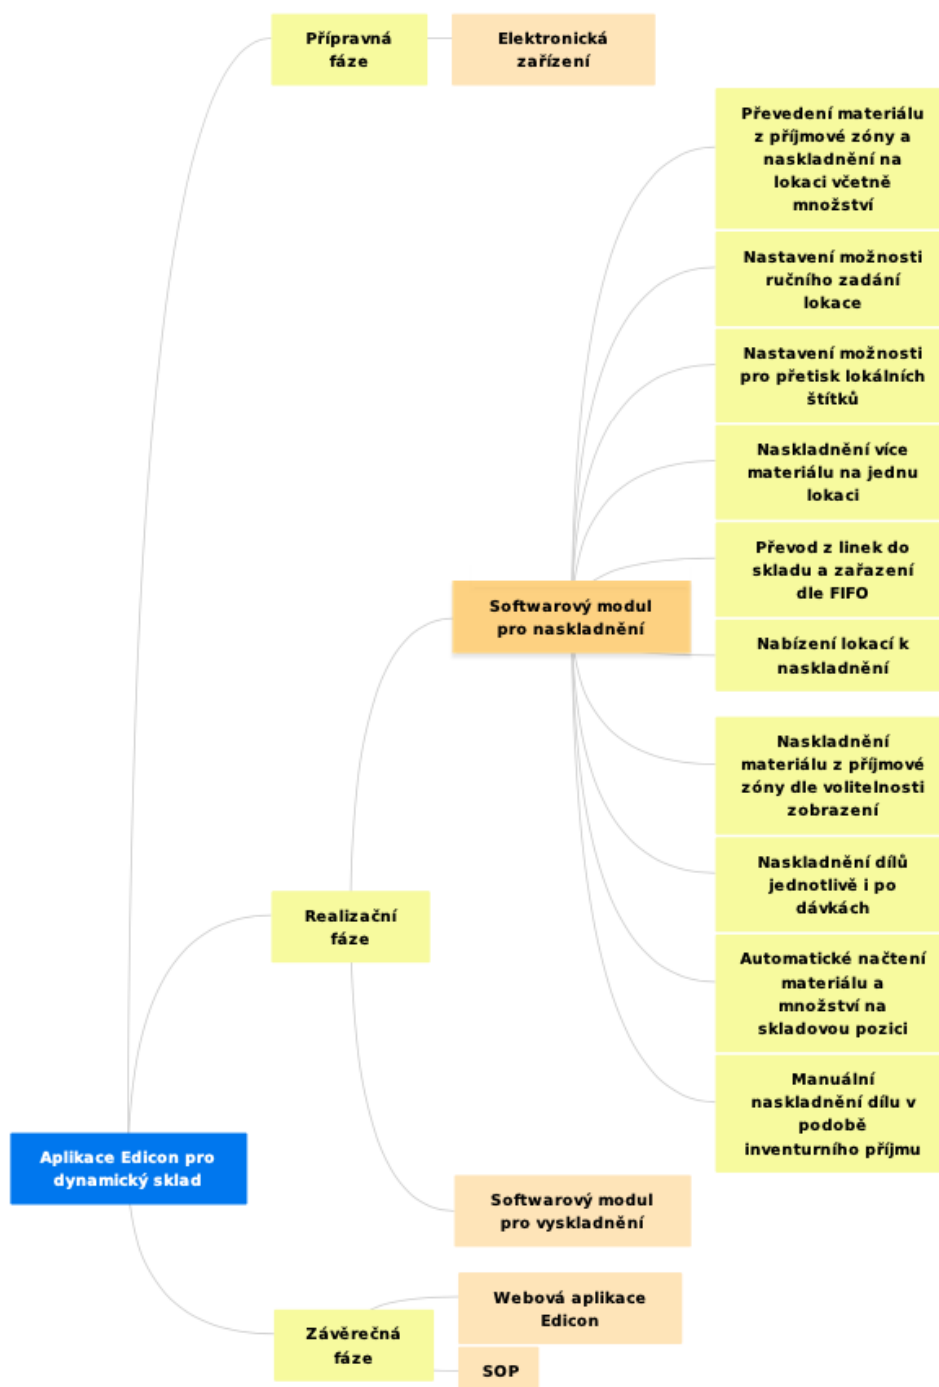 Přípravná
fáze
Elektronická
zařízení
Převedení materiálu
z příjmové zóny a
naskladnění na
lokaci včetně
množství
Nastavení možnosti
ručního zadání
lokace
Nastavení možnosti
pro přetisk lokálních
štítků
Naskladnění více
materiálu na jednu
lokaci
Převod z linek do
skladu a zařazení
dle FIFO
Softwarový modul
pro naskladnění
Nabízení lokací k
naskladnění
Naskladnění
materiálu z příjmové
zóny dle volitelnosti
zobrazení
Naskladnění dílů
jednotlivě i po
dávkách
Realizační
fáze
Automatické načtení
materiálu a
množství na
skladovou pozici
Manuální
naskladnění dílu v
podobě
inventurního příjmu
Aplikace Edicon pro
dynamický sklad
Softwarový modul
pro vyskladnění
Webová aplikace
Edicon
Závěrečná
fáze
SOP